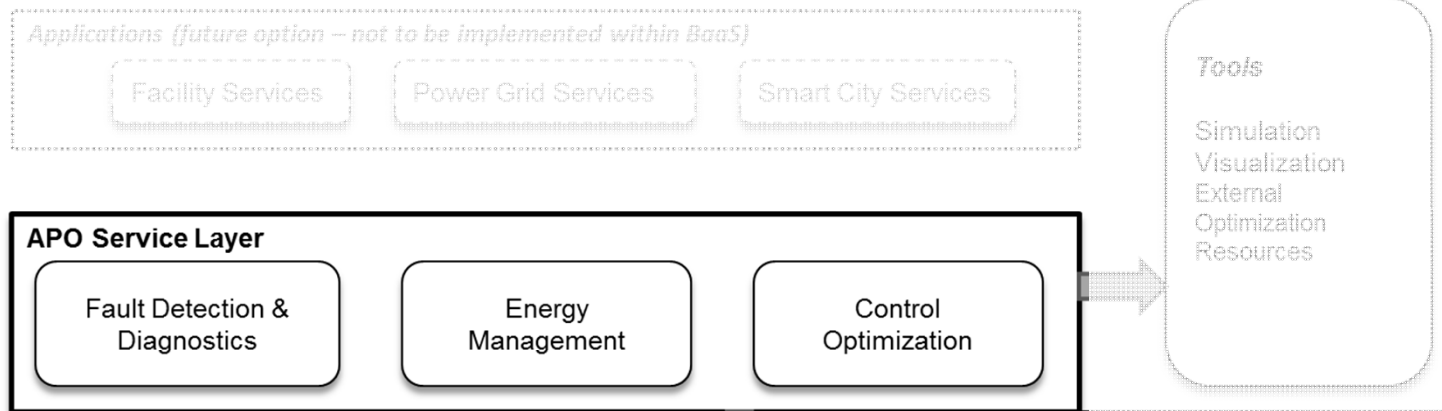 Applications (future option – not to be implemented within BaaS)
Facility Services
Power Grid Services
Smart City Services
Tools
Simulation
Visualization
External
Optimization
Resources
APO Service Layer
Fault Detection &
Diagnostics
Energy
Management
Control
Optimization